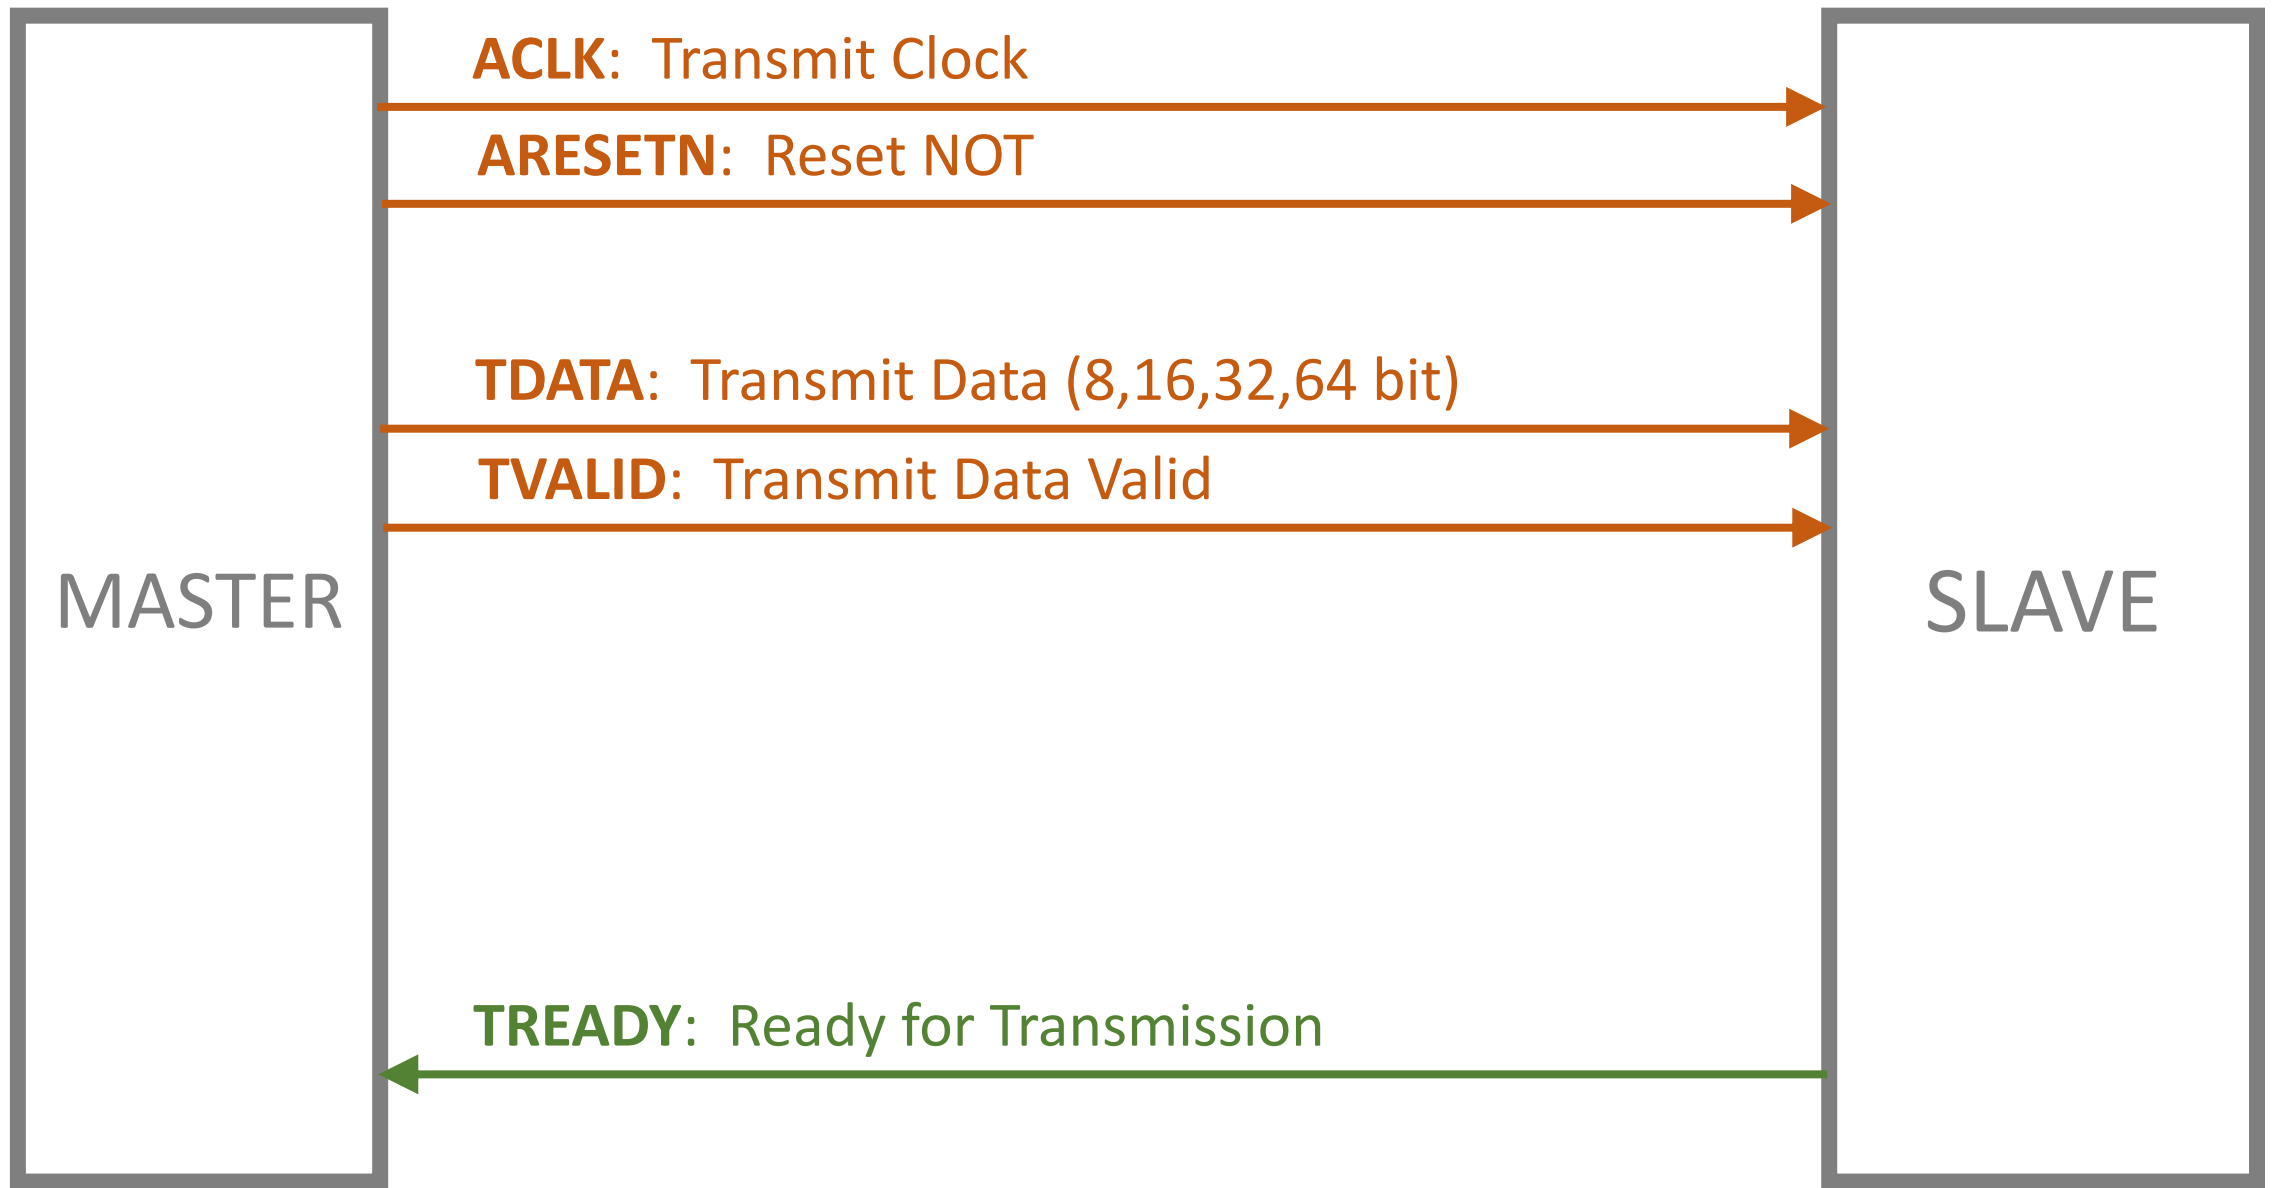 ACLK: Transmit Clock
ARESETN: Reset NOT
TDATA: Transmit Data (8,16,32,64 bit)
TVALID: Transmit Data Valid
MASTER
SLAVE
TREADY: Ready for Transmission